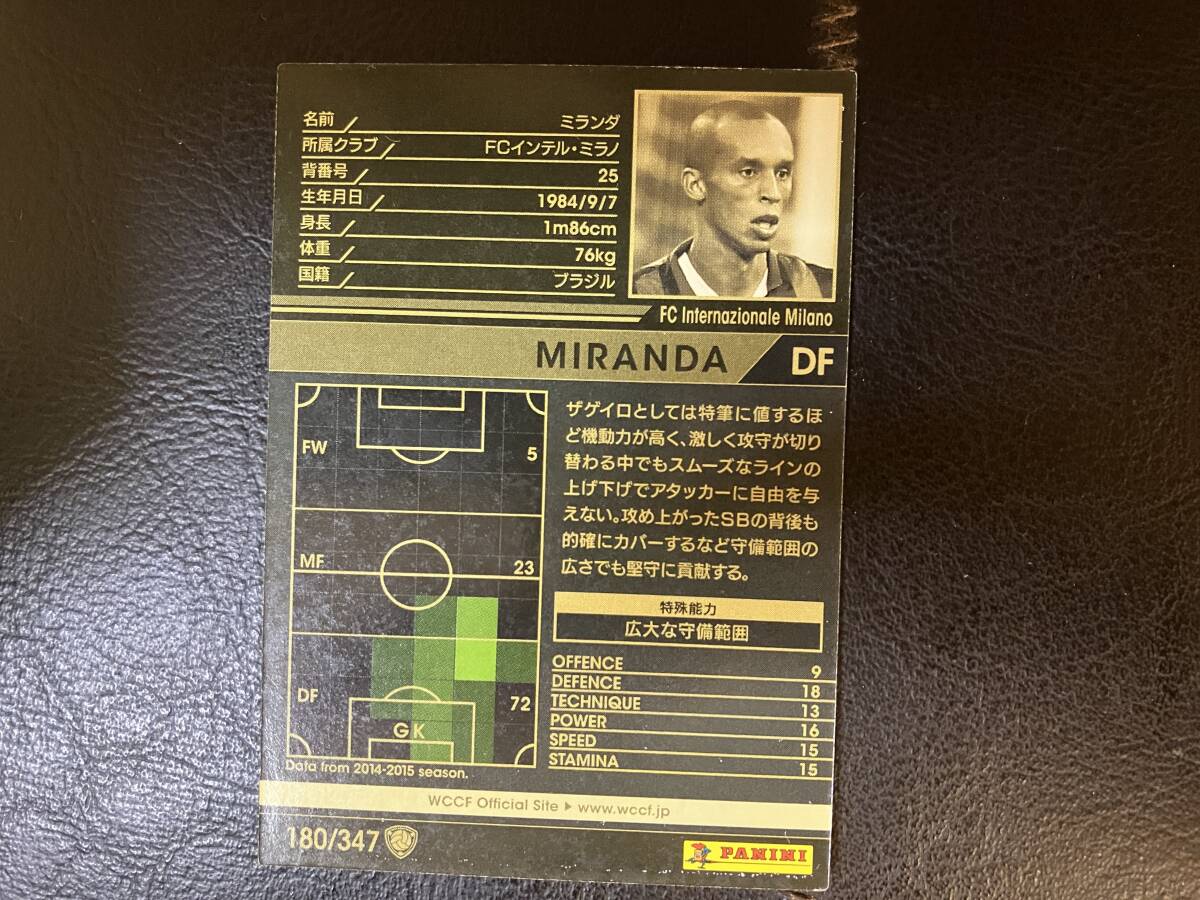 名前 ミランダ
所属クラブ FCインテル・ミラノ
背番号 25
生年月日 1984/9/7
身長 1m86cm
体重 76kg
国籍 ブラジル
FC Internazionale Milano
MIRANDA DF
FW 5
MF 23
DF 72
GK
Data from 2014-2015 season.
ザゲイロとしては特筆に値するほ
ど機動力が高く、激しく攻守が切り
替わる中でもスムーズなラインの
上げ下げでアタッカーに自由を与
えない。攻め上がったSBの背後も
的確にカバーするなど守備範囲の
広さでも堅守に貢献する。
特殊能力
広大な守備範囲
OFFENCE 9
DEFENCE 18
TECHNIQUE 13
POWER 16
SPEED 15
STAMINA 15
WCCF Official Site ▶ www.wccf.jp
180/347
PANINI